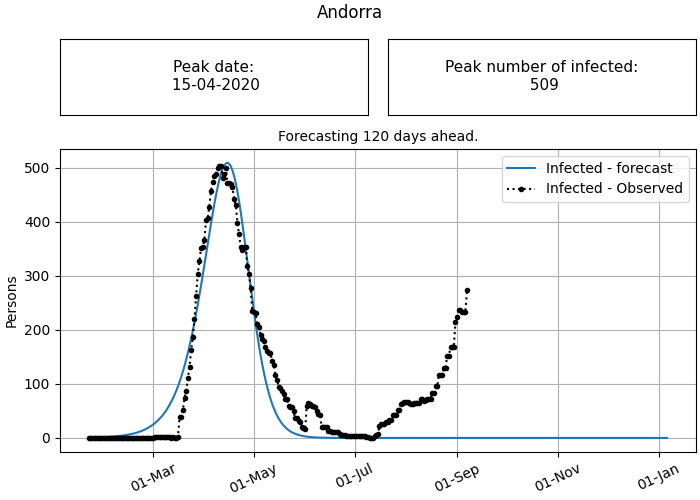 Andorra
Peak date:
15-04-2020
Peak number of infected:
509
Forecasting 120 days ahead.
Infected - forecast
Infected - Observed
Persons
500
400
300
200
100
0
01-Mar
01-May
01-Jul
01-Sep
01-Nov
01-Jan